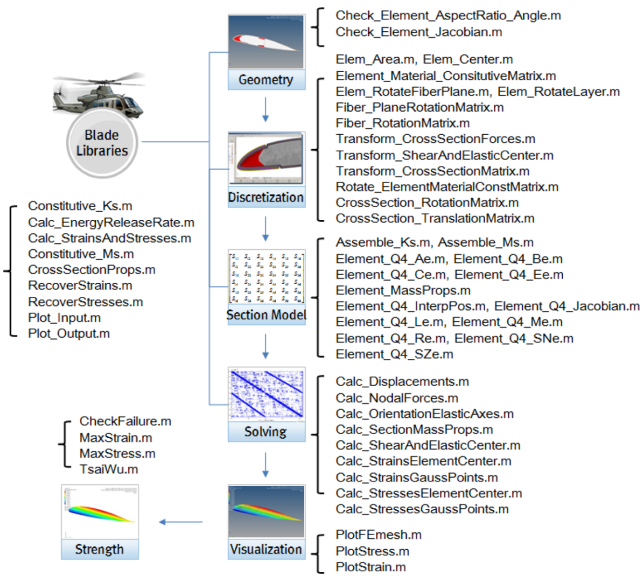 Check_Element_AspectRatio_Angle.m
Check_Element_Jacobian.m
Geometry
Elem_Area.m, Elem_Center.m
Element_Material_ConsitutiveMatrix.m
Elem_RotateFiberPlane.m, Elem_RotateLayer.m
Fiber_PlaneRotationMatrix.m
Fiber_RotationMatrix.m
Transform_CrossSectionForces.m
Transform_ShearAndElasticCenter.m
Transform_CrossSectionMatrix.m
Rotate_ElementMaterialConstMatrix.m
CrossSection_RotationMatrix.m
CrossSection_TranslationMatrix.m
Blade
Libraries
Discretization
Constitutive_Ks.m
Calc_EnergyReleaseRate.m
Calc_StrainsAndStresses.m
Constitutive_Ms.m
CrossSectionProps.m
RecoverStrains.m
RecoverStresses.m
Plot_Input.m
Plot_Output.m
Assemble_Ks.m, Assemble_Ms.m
Element_Q4_Ae.m, Element_Q4_Be.m
Element_Q4_Ce.m, Element_Q4_Ee.m
Element_MassProps.m
Element_Q4_InterpPos.m, Element_Q4_Jacobian.m
Element_Q4_Le.m, Element_Q4_Me.m
Element_Q4_Re.m, Element_Q4_SNe.m
Element_Q4_SZe.m
Section Model
Calc_Displacements.m
Calc_NodalForces.m
Calc_OrientationElasticAxes.m
Calc_SectionMassProps.m
Calc_ShearAndElasticCenter.m
Calc_StrainsElementCenter.m
Calc_StrainsGaussPoints.m
Calc_StressesElementCenter.m
Calc_StressesGaussPoints.m
Solving
CheckFailure.m
MaxStrain.m
MaxStress.m
TsaiWu.m
Strength
Visualization
PlotFEmesh.m
PlotStress.m
PlotStrain.m